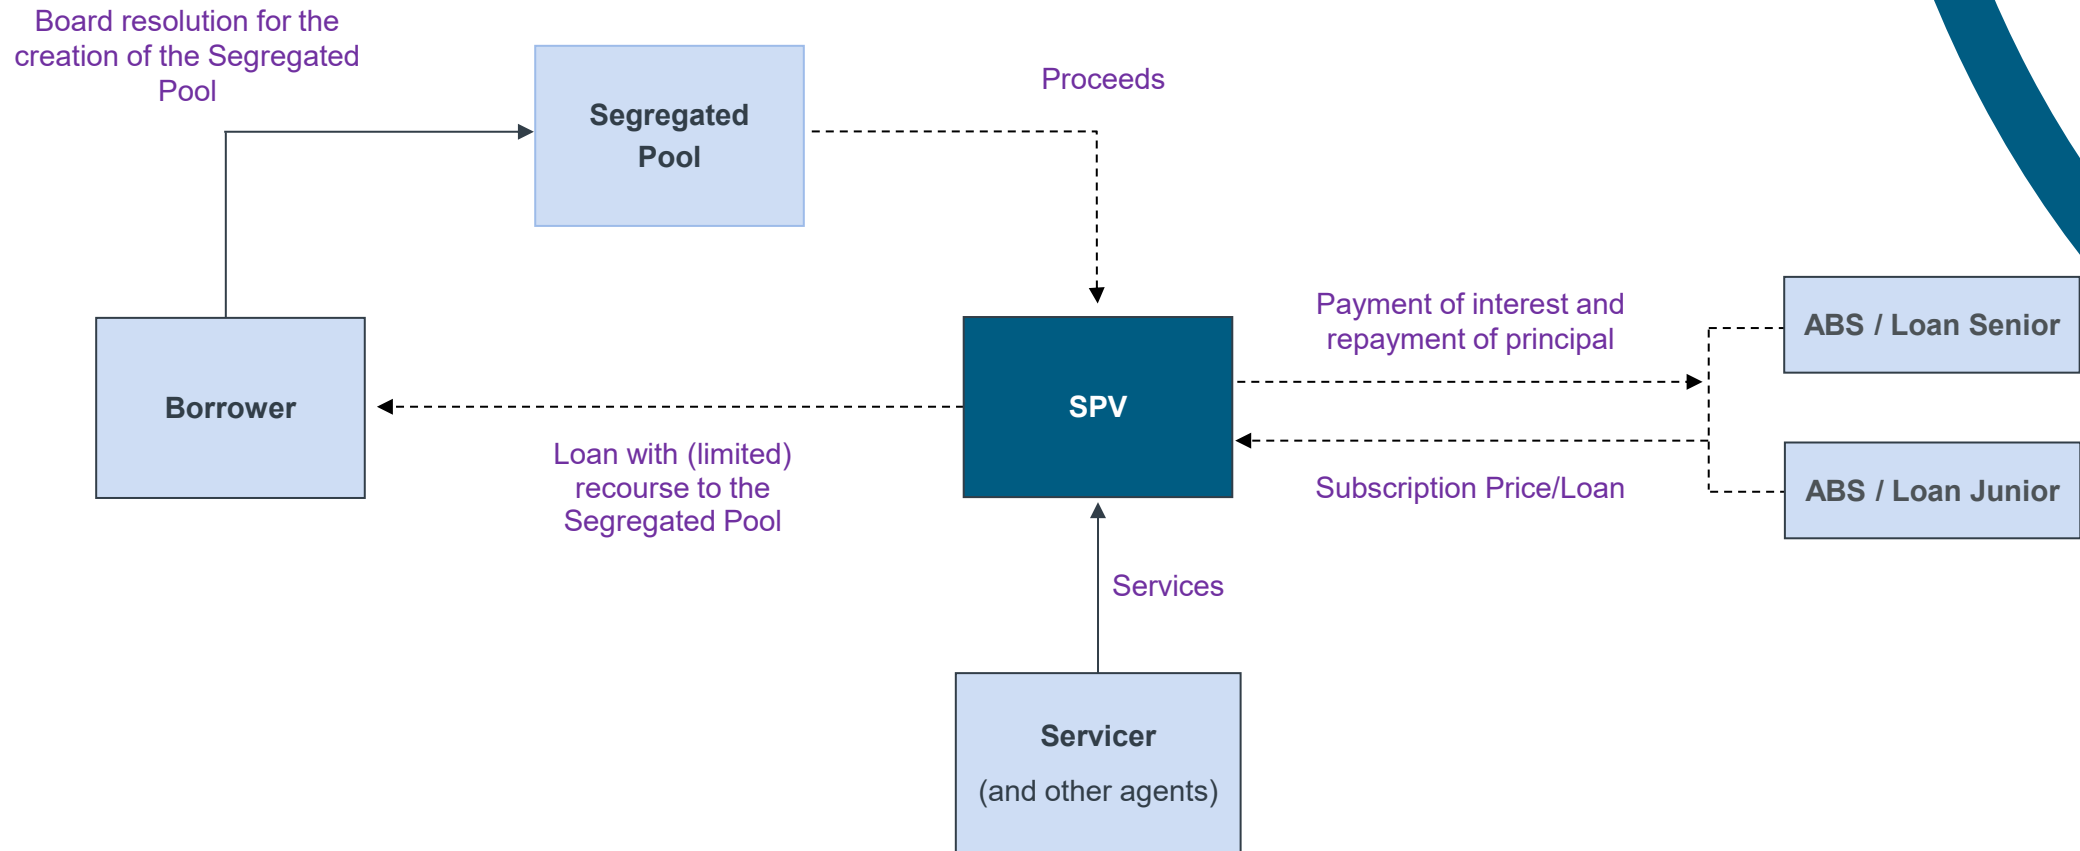 Board resolution for the
creation of the Segregated
Pool
Segregated
Pool
Proceeds
Borrower
Loan with (limited)
recourse to the
Segregated Pool
SPV
Payment of interest and
repayment of principal
Subscription Price/Loan
ABS / Loan Senior
ABS / Loan Junior
Services
Servicer
(and other agents)